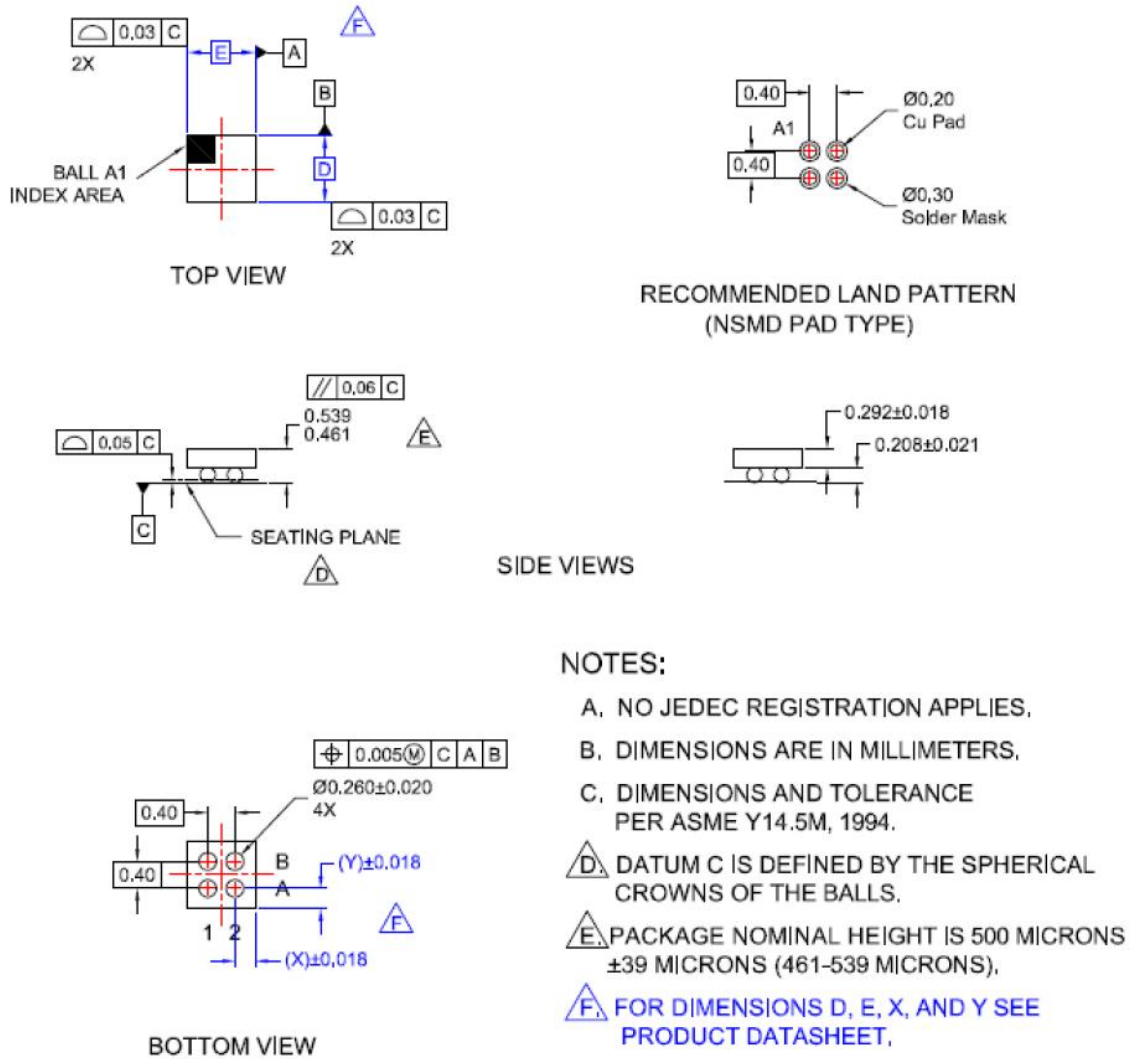 0.03 C
2X
E
A
F
B
D
BALL A1
INDEX AREA
0.03 C
2X
TOP VIEW
0.40
A1
0.40
Ø0.20
Cu Pad
Ø0.30
Solder Mask
RECOMMENDED LAND PATTERN
(NSMD PAD TYPE)
// 0.06 C
0.539
0.461
E
0.05 C
C
SEATING PLANE
D
0.292±0.018
0.208±0.021
SIDE VIEWS
0.005Ⓜ C A B
Ø0.260±0.020
4X
0.40
0.40
B
A
1 2
(Y)±0.018
F
(X)±0.018
BOTTOM VIEW
NOTES:
A. NO JEDEC REGISTRATION APPLIES.
B. DIMENSIONS ARE IN MILLIMETERS.
C. DIMENSIONS AND TOLERANCE
PER ASME Y14.5M, 1994.
D. DATUM C IS DEFINED BY THE SPHERICAL
CROWNS OF THE BALLS.
E. PACKAGE NOMINAL HEIGHT IS 500 MICRONS
±39 MICRONS (461-539 MICRONS).
F. FOR DIMENSIONS D, E, X, AND Y SEE
PRODUCT DATASHEET.